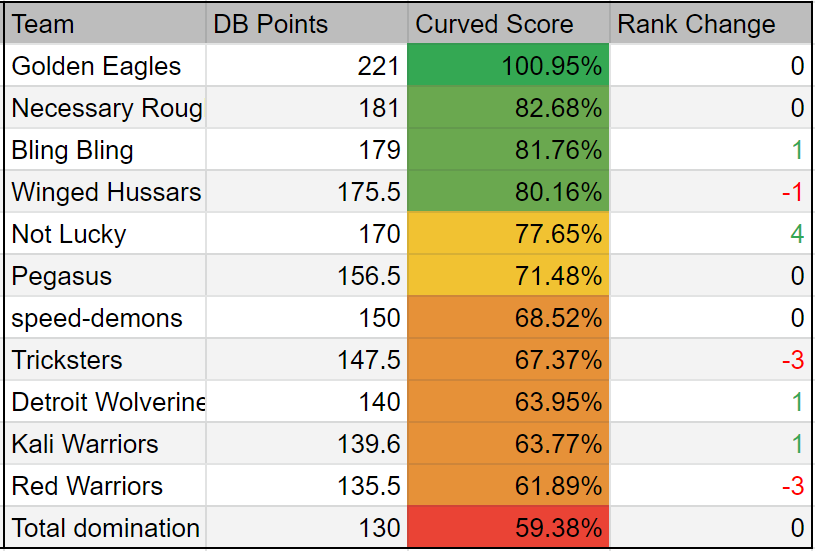 Team DB Points Curved Score Rank Change
Golden Eagles 221 100.95% 0
Necessary Roug 181 82.68% 0
Bling Bling 179 81.76% 1
Winged Hussars 175.5 80.16% -1
Not Lucky 170 77.65% 4
Pegasus 156.5 71.48% 0
speed-demons 150 68.52% 0
Tricksters 147.5 67.37% -3
Detroit Wolverine 140 63.95% 1
Kali Warriors 139.6 63.77% 1
Red Warriors 135.5 61.89% -3
Total domination 130 59.38% 0